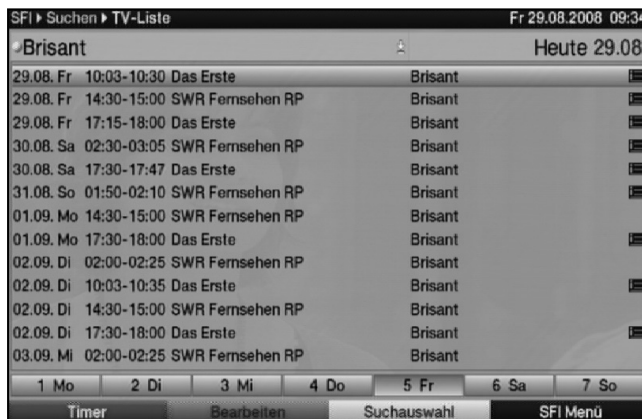 SFI Suchen TV-Liste Fr 29.08.2008 09:34
Brisant Heute 29.08
29.08. Fr 10:03-10:30 Das Erste Brisant
29.08. Fr 14:30-15:00 SWR Fernsehen RP Brisant
29.08. Fr 17:15-18:00 Das Erste Brisant
30.08. Sa 02:30-03:05 SWR Fernsehen RP Brisant
30.08. Sa 17:30-17:47 Das Erste Brisant
31.08. So 01:50-02:10 SWR Fernsehen RP Brisant
01.09. Mo 14:30-15:00 SWR Fernsehen RP Brisant
01.09. Mo 17:30-18:00 Das Erste Brisant
02.09. Di 02:00-02:25 SWR Fernsehen RP Brisant
02.09. Di 10:03-10:35 Das Erste Brisant
02.09. Di 14:30-15:00 SWR Fernsehen RP Brisant
02.09. Di 17:30-18:00 Das Erste Brisant
03.09. Mi 02:00-02:25 SWR Fernsehen RP Brisant
1 Mo 2 Di 3 Mi 4 Do 5 Fr 6 Sa 7 So
Timer Bearbeiten Suchauswahl SFI Menü